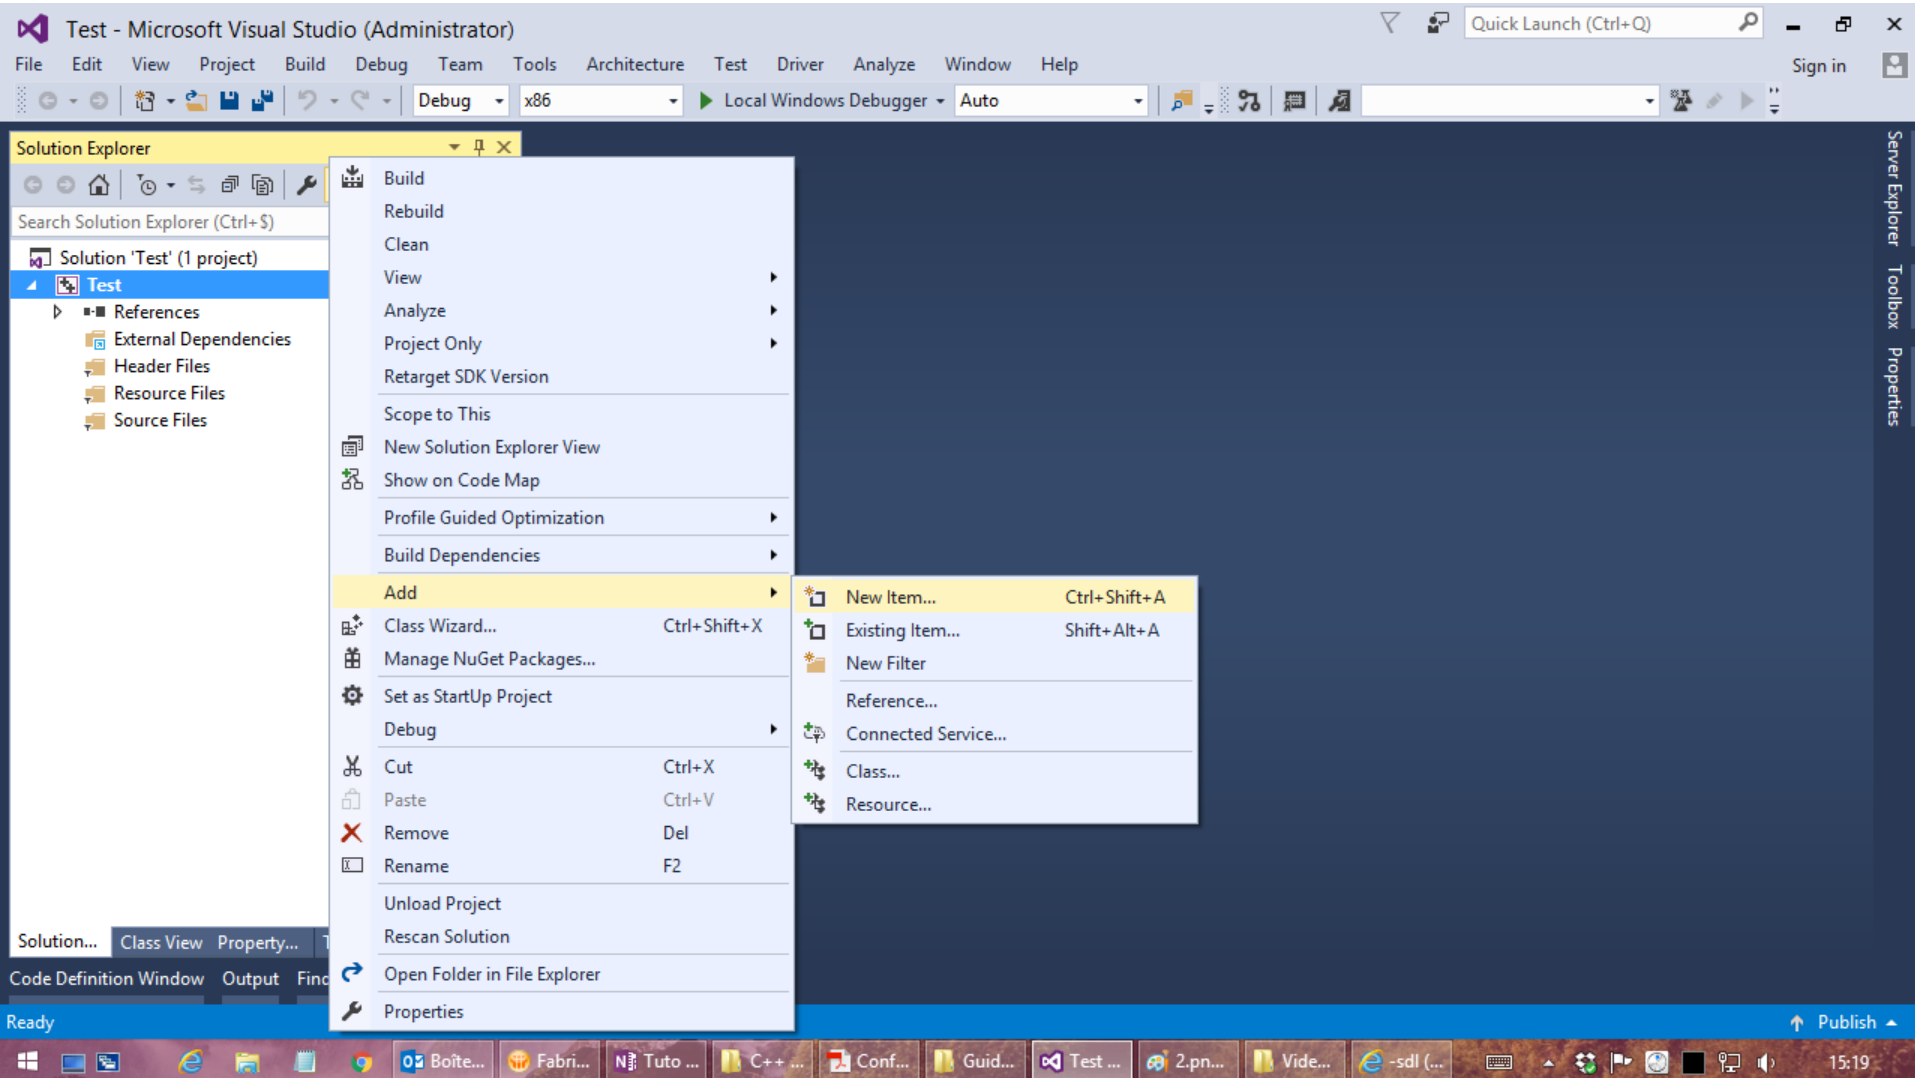 Test - Microsoft Visual Studio (Administrator)
Quick Launch (Ctrl+Q)
File Edit View Project Build Debug Team Tools Architecture Test Driver Analyze Window Help
Sign in
Debug x86 Local Windows Debugger Auto
Solution Explorer
Search Solution Explorer (Ctrl+$)
Solution 'Test' (1 project)
Test
References
External Dependencies
Header Files
Resource Files
Source Files
Build
Rebuild
Clean
View
Analyze
Project Only
Retarget SDK Version
Scope to This
New Solution Explorer View
Show on Code Map
Profile Guided Optimization
Build Dependencies
Add
Class Wizard... Ctrl+Shift+X
Manage NuGet Packages...
Set as StartUp Project
Debug
Cut Ctrl+X
Paste Ctrl+V
Remove Del
Rename F2
Unload Project
Rescan Solution
Open Folder in File Explorer
Properties
New Item... Ctrl+Shift+A
Existing Item... Shift+Alt+A
New Filter
Reference...
Connected Service...
Class...
Resource...
Server Explorer
Toolbox
Properties
Solution... Class View Property...
Code Definition Window Output Find
Ready
Publish
Boîte... Fabri... Tuto ... C++ ... Conf... Guid... Test ... 2.pn... Vide... -sdl (...
15:19